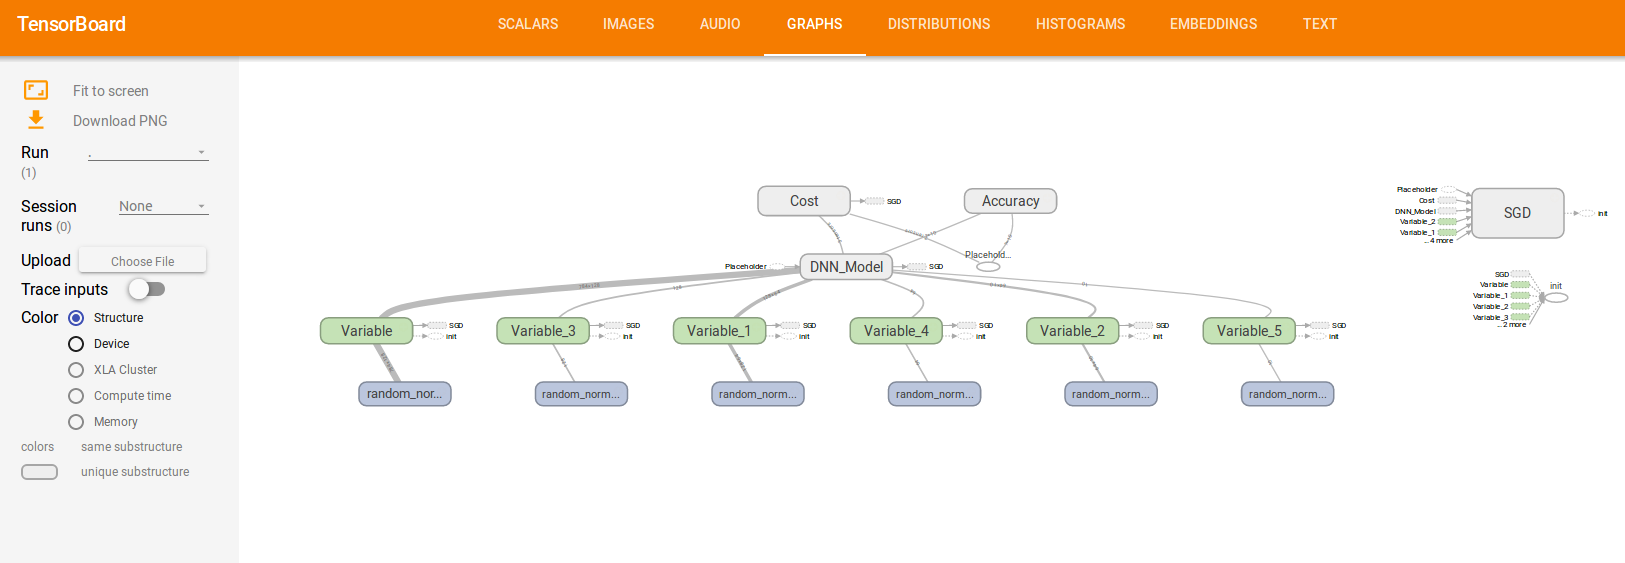 TensorBoard
SCALARS IMAGES AUDIO GRAPHS DISTRIBUTIONS HISTOGRAMS EMBEDDINGS TEXT
Fit to screen
Download PNG
Run
(1)
.
Session
runs (0)
None
Upload
Choose File
Trace inputs
Color
Structure
Device
XLA Cluster
Compute time
Memory
colors
same substructure
unique substructure
Cost
SGD
Accuracy
Placehold...
Placeholder
DNN_Model
SGD
Variable
SGD
init
Variable_3
SGD
init
Variable_1
SGD
init
Variable_4
SGD
init
Variable_2
SGD
init
Variable_5
SGD
init
random_nor...
random_norm...
random_norm...
random_norm...
random_norm...
random_norm...
Placeholder
Cost
DNN_Model
Variable_2
Variable_1
... 4 more
SGD
init
SGD
Variable
Variable_1
Variable_2
Variable_3
... 2 more
init